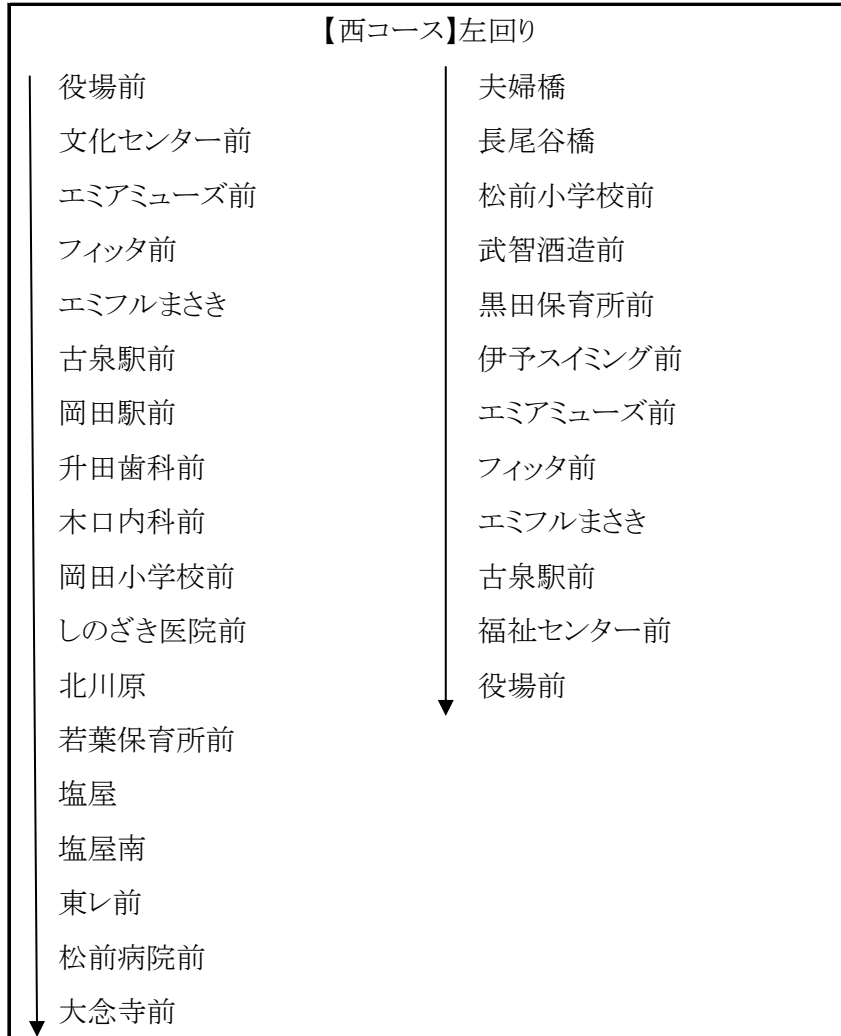 【西コース】左回り
役場前
文化センター前
エミアミューズ前
フィッタ前
エミフルまさき
古泉駅前
岡田駅前
升田歯科前
木口内科前
岡田小学校前
しのざき医院前
北川原
若葉保育所前
塩屋
塩屋南
東レ前
松前病院前
大念寺前
夫婦橋
長尾谷橋
松前小学校前
武智酒造前
黒田保育所前
伊予スイミング前
エミアミューズ前
フィッタ前
エミフルまさき
古泉駅前
福祉センター前
役場前